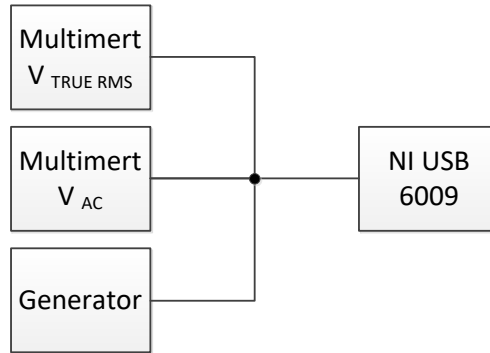 Multimert
V TRUE RMS
Multimert
V AC
Generator
NI USB
6009